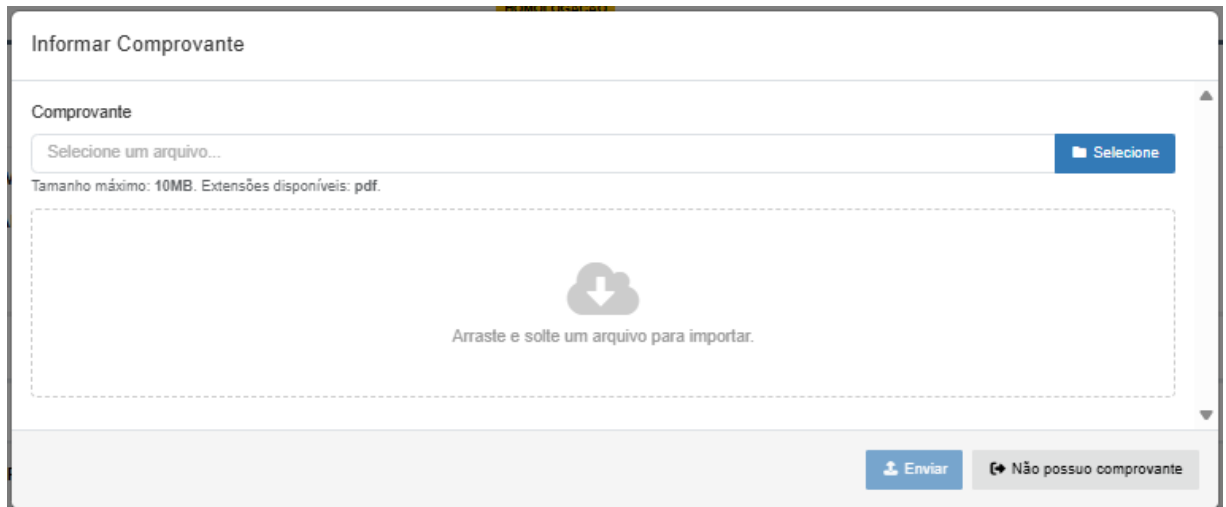 Informar Comprovante
Comprovante
Selecione um arquivo...
Selecione
Tamanho máximo: 10MB. Extensões disponíveis: pdf.
Arraste e solte um arquivo para importar.
Enviar
Não possuo comprovante